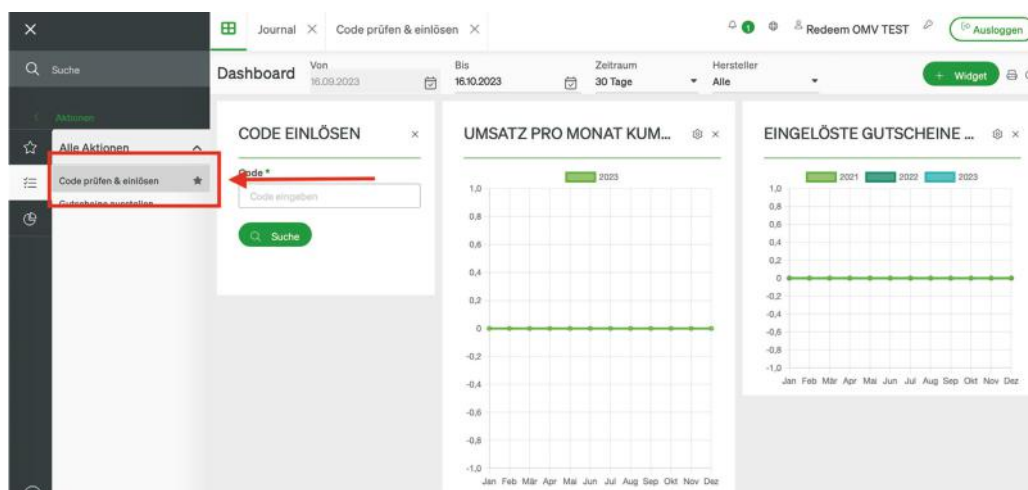 Journal
Code prüfen & einlösen
1
Redeem OMV TEST
Ausloggen
Suche
Dashboard
Von
16.09.2023
Bis
16.10.2023
Zeitraum
30 Tage
Hersteller
Alle
+ Widget
Aktionen
Alle Aktionen
Code prüfen & einlösen
Gutscheine ausstellen
CODE EINLÖSEN
Code *
Code eingeben
Suche
UMSATZ PRO MONAT KUM...
2023
1,0
0,8
0,6
0,4
0,2
0
-0,2
-0,4
-0,6
-0,8
-1,0
Jan Feb Mär Apr Mai Jun Jul Aug Sep Okt Nov Dez
EINGELÖSTE GUTSCHEINE ...
2021 2022 2023
1,0
0,8
0,6
0,4
0,2
0
-0,2
-0,4
-0,6
-0,8
-1,0
Jan Feb Mär Apr Mai Jun Jul Aug Sep Okt Nov Dez